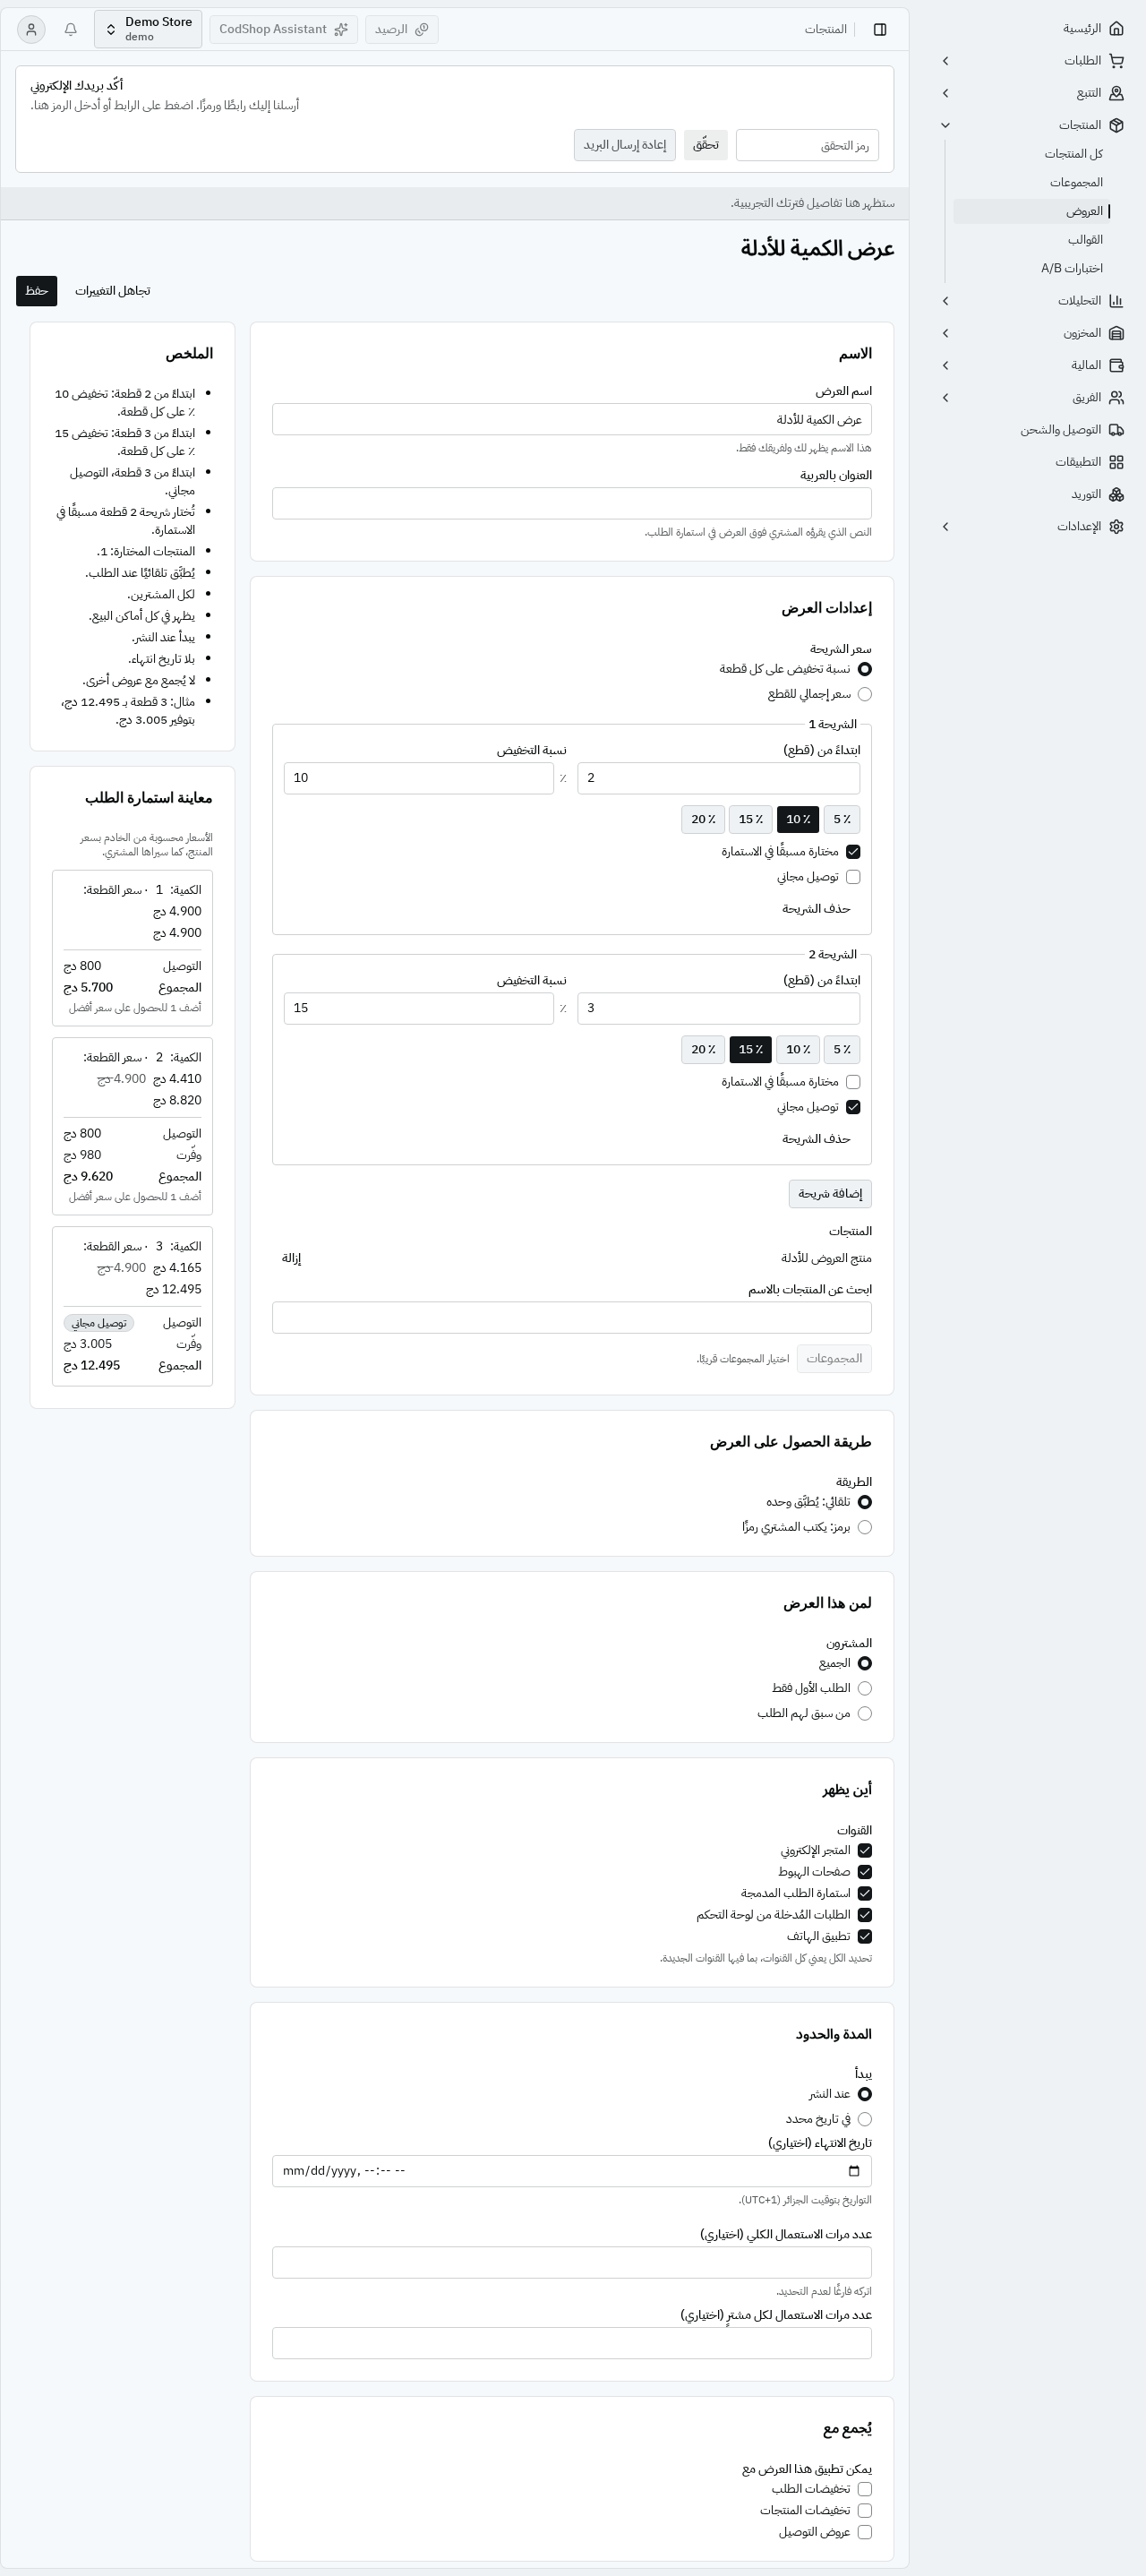 الرئيسية
الطلبات
التتبع
المنتجات
كل المنتجات
المجموعات
العروض
القوالب
اختبارات A/B
التحليلات
المخزون
المالية
الفريق
التوصيل والشحن
التطبيقات
التوريد
الإعدادات
المنتجات
الرصيد
CodShop Assistant
Demo Store
demo
أكّد بريدك الإلكتروني
أرسلنا إليك رابطًا ورمزًا. اضغط على الرابط أو أدخل الرمز هنا.
رمز التحقق
تحقّق
إعادة إرسال البريد
ستظهر هنا تفاصيل فترتك التجريبية.
عرض الكمية للأدلة
تجاهل التغييرات
حفظ
الاسم
اسم العرض
عرض الكمية للأدلة
هذا الاسم يظهر لك ولفريقك فقط.
العنوان بالعربية
النص الذي يقرؤه المشتري فوق العرض في استمارة الطلب.
إعدادات العرض
سعر الشريحة
نسبة تخفيض على كل قطعة
سعر إجمالي للقطع
الشريحة 1
ابتداءً من (قطع)
نسبة التخفيض
2
٪
10
5 ٪
10 ٪
15 ٪
20 ٪
مختارة مسبقًا في الاستمارة
توصيل مجاني
حذف الشريحة
الشريحة 2
ابتداءً من (قطع)
نسبة التخفيض
3
٪
15
5 ٪
10 ٪
15 ٪
20 ٪
مختارة مسبقًا في الاستمارة
توصيل مجاني
حذف الشريحة
إضافة شريحة
المنتجات
منتج العروض للأدلة
إزالة
ابحث عن المنتجات بالاسم
المجموعات
اختيار المجموعات قريبًا.
طريقة الحصول على العرض
الطريقة
تلقائي: يُطبَّق وحده
برمز: يكتب المشتري رمزًا
لمن هذا العرض
المشترون
الجميع
الطلب الأول فقط
من سبق لهم الطلب
أين يظهر
القنوات
المتجر الإلكتروني
صفحات الهبوط
استمارة الطلب المدمجة
الطلبات المُدخلة من لوحة التحكم
تطبيق الهاتف
تحديد الكل يعني كل القنوات، بما فيها القنوات الجديدة.
المدة والحدود
يبدأ
عند النشر
في تاريخ محدد
تاريخ الانتهاء (اختياري)
mm/dd/yyyy, --:-- --
التواريخ بتوقيت الجزائر (UTC+1).
عدد مرات الاستعمال الكلي (اختياري)
اتركه فارغًا لعدم التحديد.
عدد مرات الاستعمال لكل مشترٍ (اختياري)
يُجمع مع
يمكن تطبيق هذا العرض مع
تخفيضات الطلب
تخفيضات المنتجات
عروض التوصيل
الملخص
ابتداءً من 2 قطعة: تخفيض 10
٪ على كل قطعة.
ابتداءً من 3 قطعة: تخفيض 15
٪ على كل قطعة.
ابتداءً من 3 قطعة، التوصيل
مجاني.
تُختار شريحة 2 قطعة مسبقًا في
الاستمارة.
المنتجات المختارة: 1.
يُطبَّق تلقائيًا عند الطلب.
لكل المشترين.
يظهر في كل أماكن البيع.
يبدأ عند النشر.
بلا تاريخ انتهاء.
لا يُجمع مع عروض أخرى.
مثال: 3 قطعة بـ 12.495 دج،
بتوفير 3.005 دج.
معاينة استمارة الطلب
الأسعار محسوبة من الخادم بسعر
المنتج، كما سيراها المشتري.
الكمية: 1 · سعر القطعة:
4.900 دج
4.900 دج
التوصيل 800 دج
المجموع 5.700 دج
أضف 1 للحصول على سعر أفضل
الكمية: 2 · سعر القطعة:
4.410 دج 4.900 دج
8.820 دج
التوصيل 800 دج
وفّرت 980 دج
المجموع 9.620 دج
أضف 1 للحصول على سعر أفضل
الكمية: 3 · سعر القطعة:
4.165 دج 4.900 دج
12.495 دج
التوصيل توصيل مجاني
وفّرت 3.005 دج
المجموع 12.495 دج